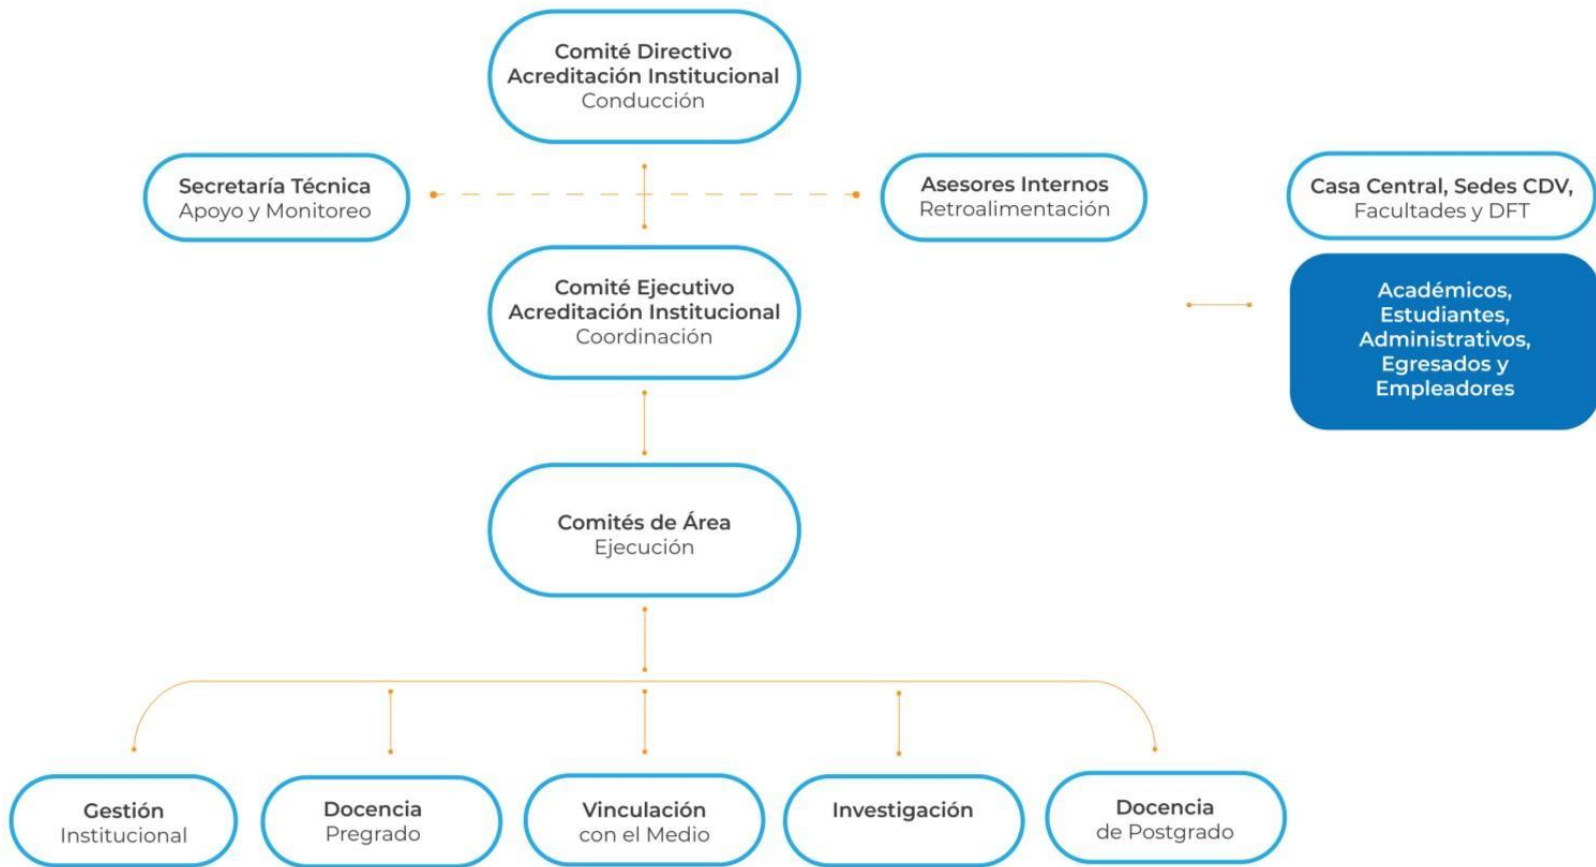 Comité Directivo
Acreditación Institucional
Conducción
Secretaría Técnica
Apoyo y Monitoreo
Asesores Internos
Retroalimentación
Casa Central, Sedes CDV,
Facultades y DFT
Comité Ejecutivo
Acreditación Institucional
Coordinación
Académicos,
Estudiantes,
Administrativos,
Egresados y
Empleadores
Comités de Área
Ejecución
Gestión
Institucional
Docencia
Pregrado
Vinculación
con el Medio
Investigación
Docencia
de Postgrado